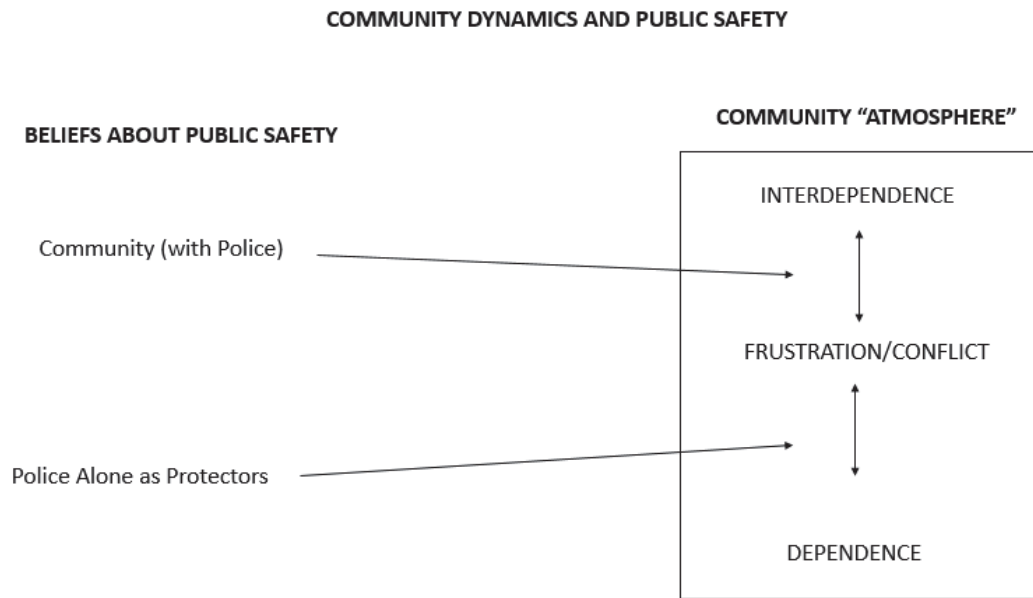 COMMUNITY DYNAMICS AND PUBLIC SAFETY
COMMUNITY “ATMOSPHERE”
BELIEFS ABOUT PUBLIC SAFETY
INTERDEPENDENCE
Community (with Police)
FRUSTRATION/CONFLICT
Police Alone as Protectors
DEPENDENCE